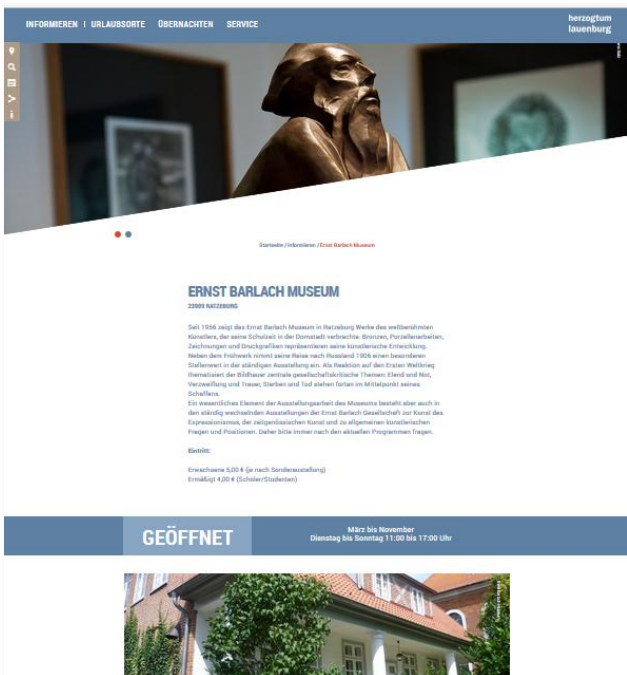 INFORMIEREN | URLAUBSORTE ÜBERNACHTEN SERVICE
herzogtum
lauenburg
Startseite / Informieren / Ernst Barlach Museum
ERNST BARLACH MUSEUM
23909 RATZEBURG
Seit 1956 zeigt das Ernst Barlach Museum in Ratzeburg Werke des weltberühmten
Künstlers, der seine Schulzeit in der Domstadt verbrachte. Bronzen, Porzellanarbeiten,
Zeichnungen und Druckgrafiken repräsentieren seine künstlerische Entwicklung.
Neben dem Frühwerk nimmt seine Reise nach Russland 1906 einen besonderen
Stellenwert in der ständigen Ausstellung ein. Als Reaktion auf den Ersten Weltkrieg
thematisiert der Bildhauer zentrale gesellschaftskritische Themen: Elend und Not,
Verzweiflung und Trauer, Sterben und Tod stehen fortan im Mittelpunkt seines
Schaffens.
Ein wesentliches Element der Ausstellungsarbeit des Museums besteht aber auch in
den ständig wechselnden Ausstellungen der Ernst Barlach Gesellschaft zur Kunst des
Expressionismus, der zeitgenössischen Kunst und zu allgemeinen künstlerischen
Fragen und Positionen. Daher bitte immer nach den aktuellen Programmen fragen.
Eintritt:
Erwachsene 5,00 € (je nach Sonderausstellung)
Ermäßigt 4,00 € (Schüler/Studenten)
GEÖFFNET
März bis November
Dienstag bis Sonntag 11:00 bis 17:00 Uhr